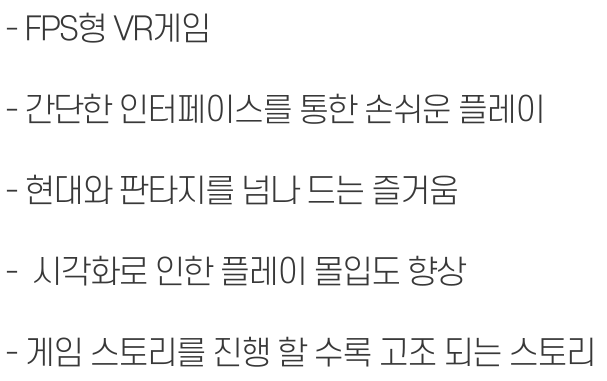 - FPS형 VR게임
- 간단한 인터페이스를 통한 손쉬운 플레이
- 현대와 판타지를 넘나 드는 즐거움
- 시각화로 인한 플레이 몰입도 향상
- 게임 스토리를 진행 할 수록 고조 되는 스토리